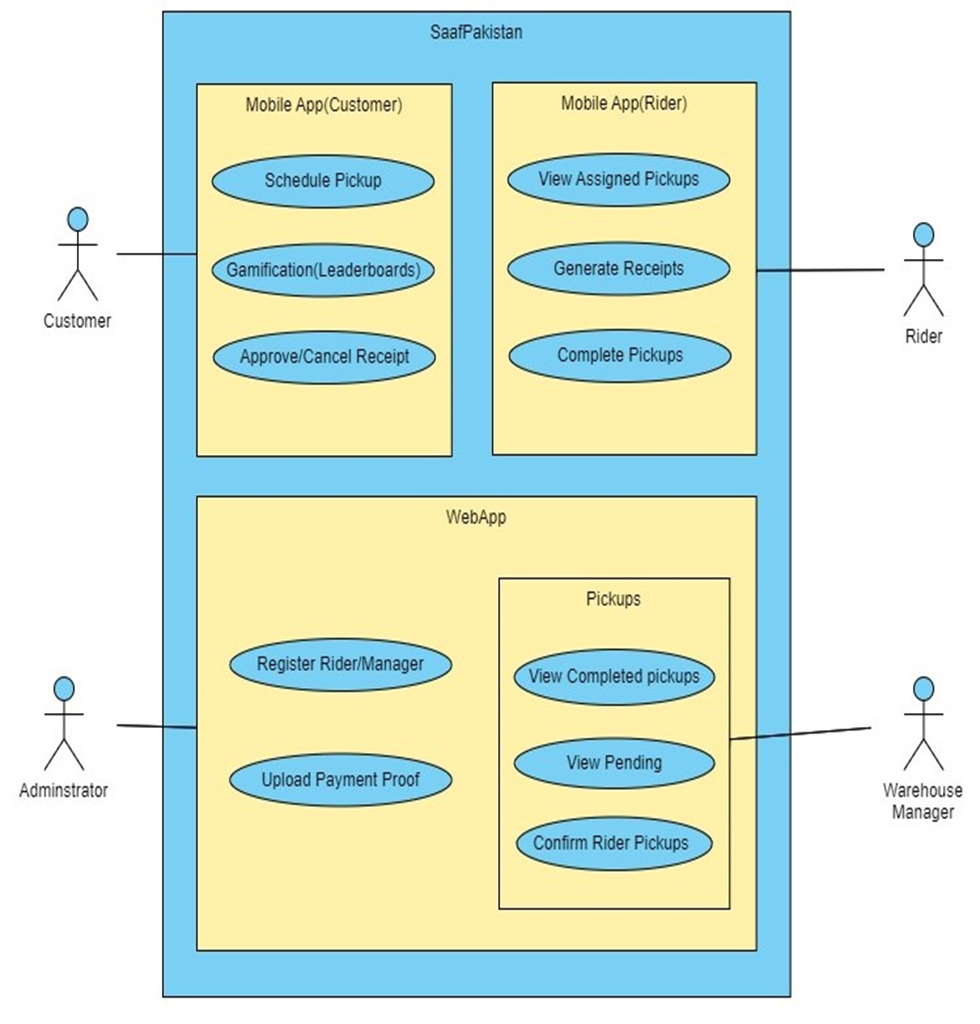 SaafPakistan
Mobile App(Customer)
Schedule Pickup
Gamification(Leaderboards)
Approve/Cancel Receipt
Mobile App(Rider)
View Assigned Pickups
Generate Receipts
Complete Pickups
Customer
Rider
WebApp
Register Rider/Manager
Upload Payment Proof
Pickups
View Completed pickups
View Pending
Confirm Rider Pickups
Adminstrator
Warehouse
Manager